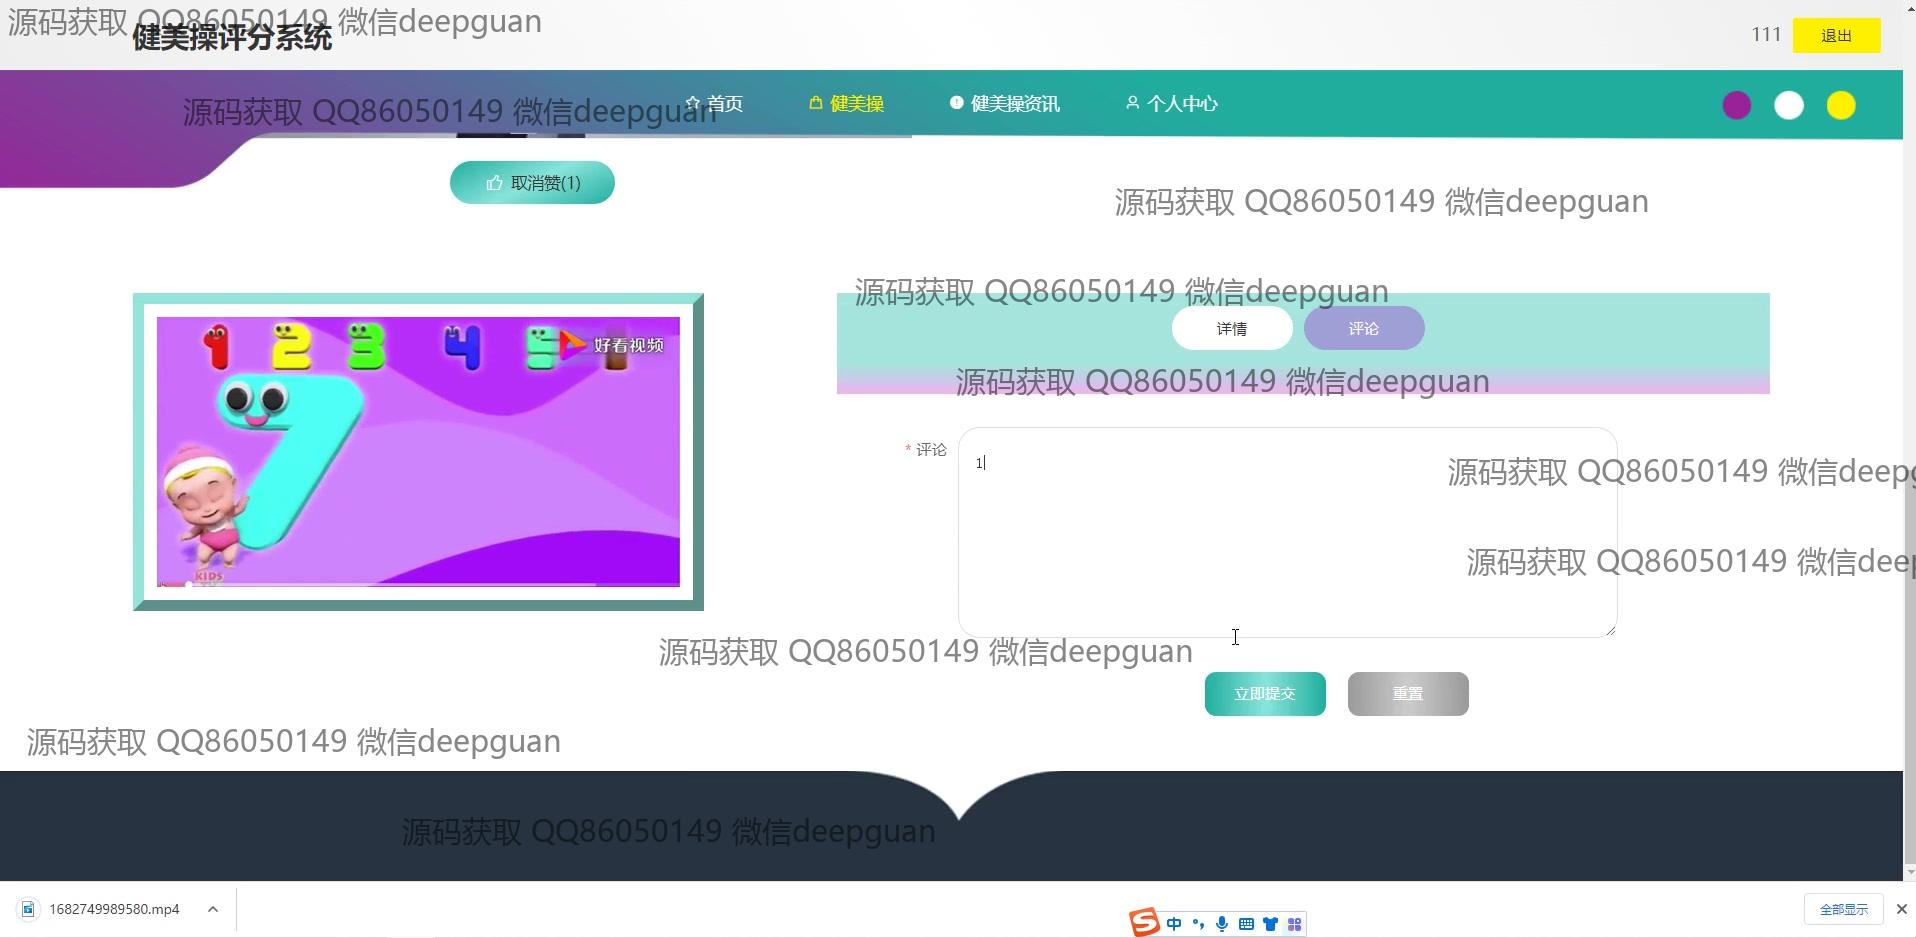 源码获取 QQ86050149 微信deepguan
健美操评分系统
111 退出
源码获取 QQ86050149 微信deepguan
首页 健美操 健美操资讯 个人中心
取消赞(1)
源码获取 QQ86050149 微信deepguan
源码获取 QQ86050149 微信deepguan
详情 评论
1 2 3 4 5 好看视频
7
源码获取 QQ86050149 微信deepguan
* 评论
1
源码获取 QQ86050149 微信deep
源码获取 QQ86050149 微信deep
KIDS
TV
源码获取 QQ86050149 微信deepguan
立即提交 重置
源码获取 QQ86050149 微信deepguan
源码获取 QQ86050149 微信deepguan
1682749989580.mp4
全部显示
S 中